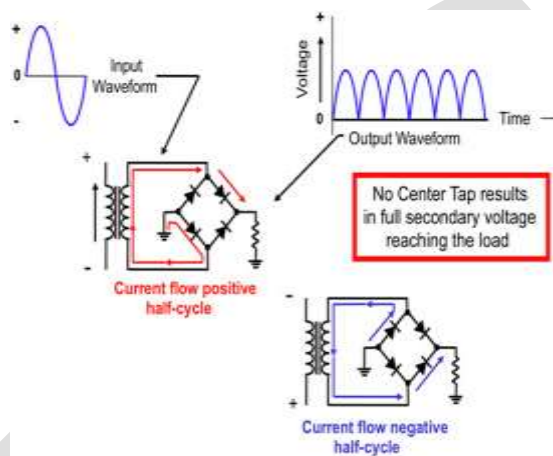 +
0
-
Input
Waveform
+
Voltage
0
Time
Output Waveform
+
-
No Center Tap results
in full secondary voltage
reaching the load
Current flow positive
half-cycle
-
+
Current flow negative
half-cycle